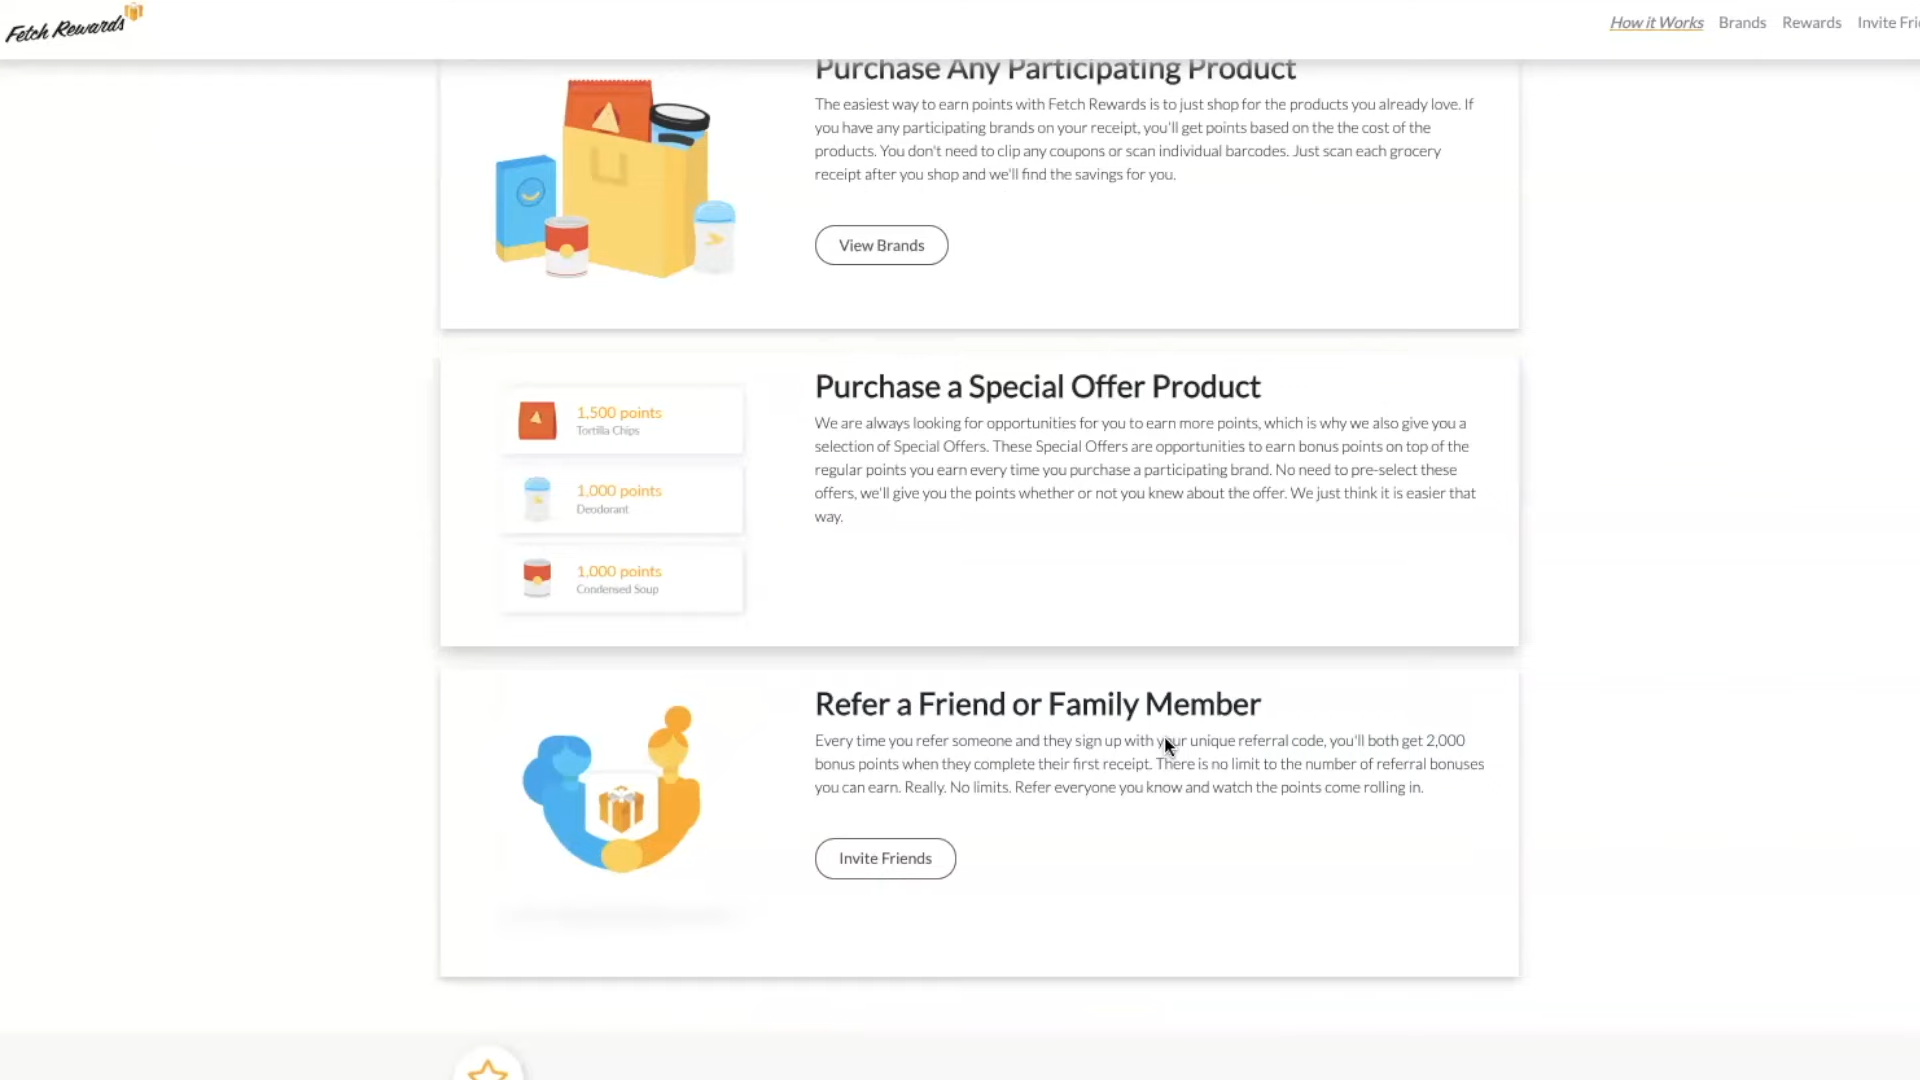 Fetch Rewards
How it Works Brands Rewards Invite
Purchase Any Participating Product
The easiest way to earn points with Fetch Rewards is to just shop for the products you already love. If
you have any participating brands on your receipt, you'll get points based on the the cost of the
products. You don't need to clip any coupons or scan individual barcodes. Just scan each grocery
receipt after you shop and we'll find the savings for you.
View Brands
1,500 points
Tortilla Chips
1,000 points
Deodorant
1,000 points
Condensed Soup
Purchase a Special Offer Product
We are always looking for opportunities for you to earn more points, which is why we also give you a
selection of Special Offers. These Special Offers are opportunities to earn bonus points on top of the
regular points you earn every time you purchase a participating brand. No need to pre-select these
offers, we'll give you the points whether or not you knew about the offer. We just think it is easier that
way.
Refer a Friend or Family Member
Every time you refer someone and they sign up with your unique referral code, you'll both get 2,000
bonus points when they complete their first receipt. There is no limit to the number of referral bonuses
you can earn. Really. No limits. Refer everyone you know and watch the points come rolling in.
Invite Friends